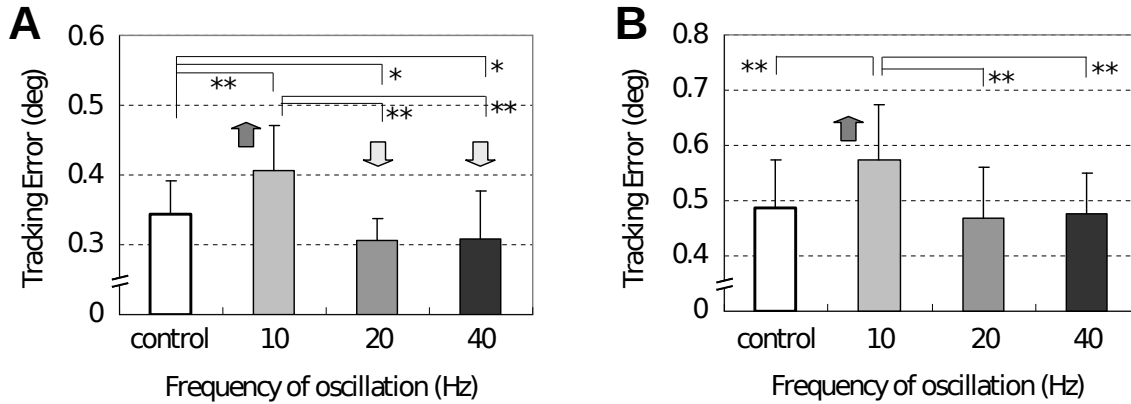 A
Tracking Error (deg)
0.6
0.5
0.4
0.3
0
**
*
*
**
**
control 10 20 40
Frequency of oscillation (Hz)
B
Tracking Error (deg)
0.8
0.7
0.6
0.5
0.4
0
**
**
**
control 10 20 40
Frequency of oscillation (Hz)